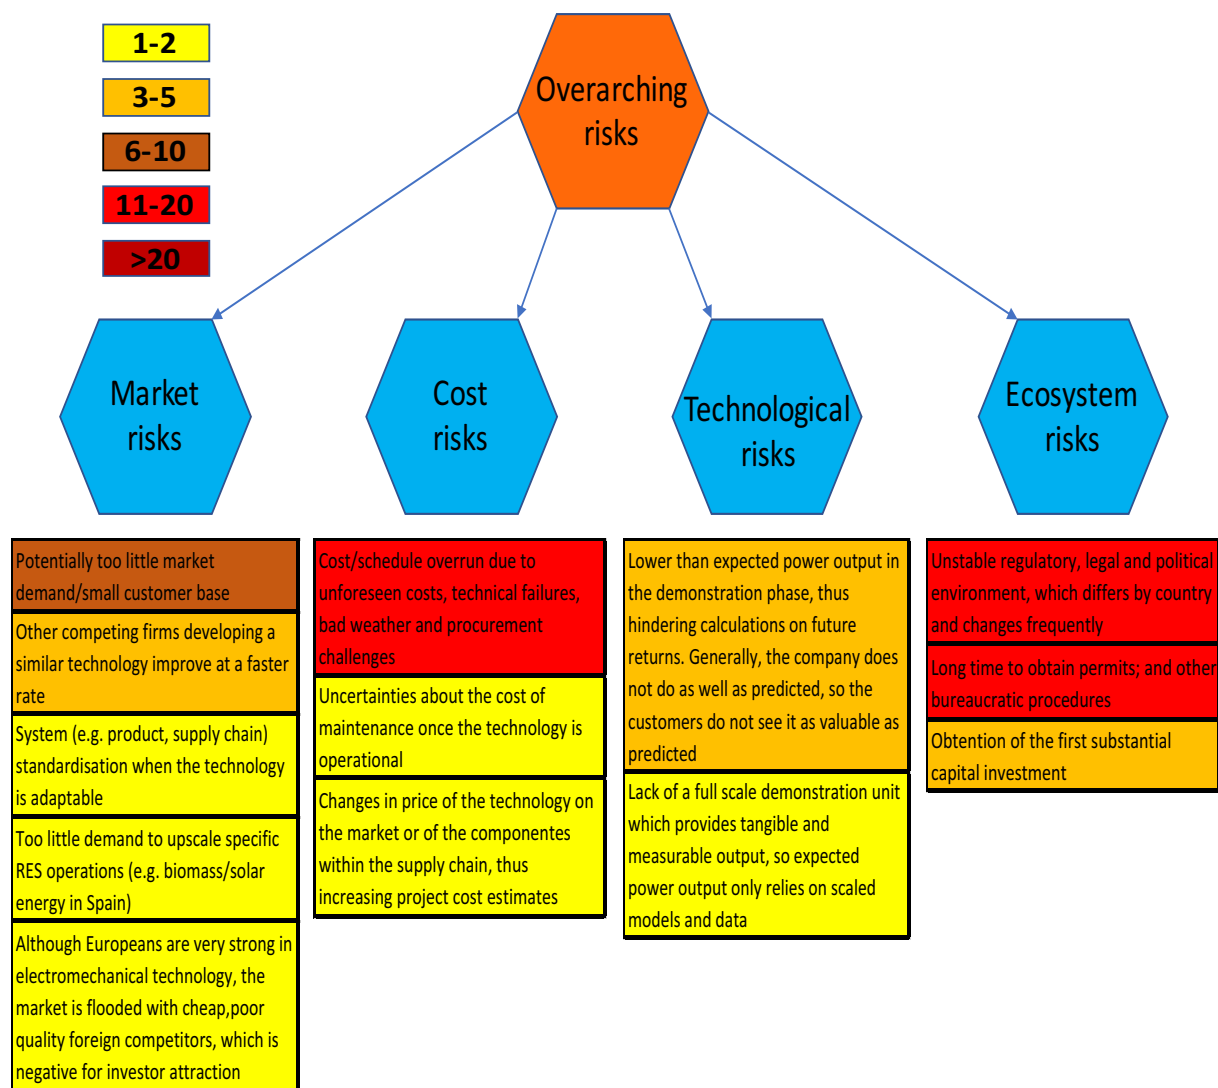 1-2
3-5
6-10
11-20
>20
Overarching
risks
Market
risks
Cost
risks
Technological
risks
Ecosystem
risks
Potentially too little market
demand/small customer base
Other competing firms developing a
similar technology improve at a faster
rate
System (e.g. product, supply chain)
standardisation when the technology
is adaptable
Too little demand to upscale specific
RES operations (e.g. biomass/solar
energy in Spain)
Although Europeans are very strong in
electromechanical technology, the
market is flooded with cheap,poor
quality foreign competitors, which is
negative for investor attraction
Cost/schedule overrun due to
unforeseen costs, technical failures,
bad weather and procurement
challenges
Uncertainties about the cost of
maintenance once the technology is
operational
Changes in price of the technology on
the market or of the componentes
within the supply chain, thus
increasing project cost estimates
Lower than expected power output in
the demonstration phase, thus
hindering calculations on future
returns. Generally, the company does
not do as well as predicted, so the
customers do not see it as valuable as
predicted
Lack of a full scale demonstration unit
which provides tangible and
measurable output, so expected
power output only relies on scaled
models and data
Unstable regulatory, legal and political
environment, which differs by country
and changes frequently
Long time to obtain permits; and other
bureaucratic procedures
Obtention of the first substantial
capital investment